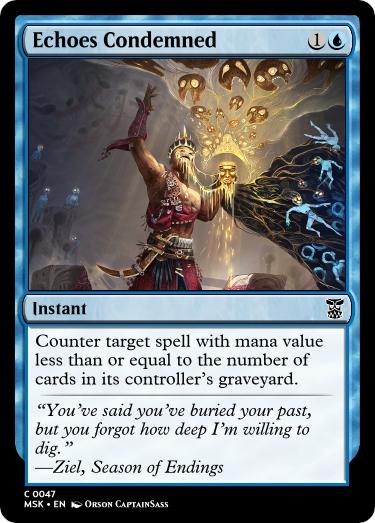 Echoes Condemned 1
Instant
Counter target spell with mana value
less than or equal to the number of
cards in its controller's graveyard.
“You've said you've buried your past,
but you forgot how deep I'm willing to
dig.”
—Ziel, Season of Endings
C 0047
MSK • EN Orson CaptainSass